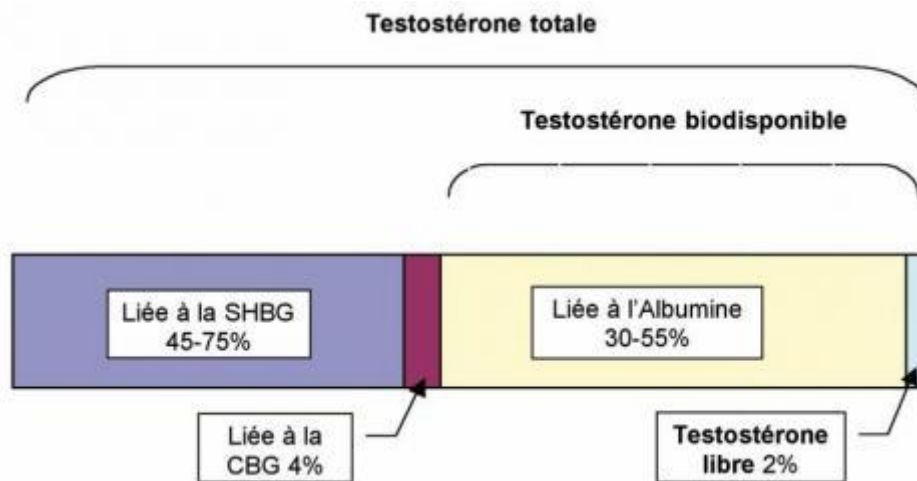 Testostérone totale
Testostérone biodisponible
Liée à la SHBG
45-75%
Liée à l'Albumine
30-55%
Liée à la
CBG 4%
Testostérone
libre 2%